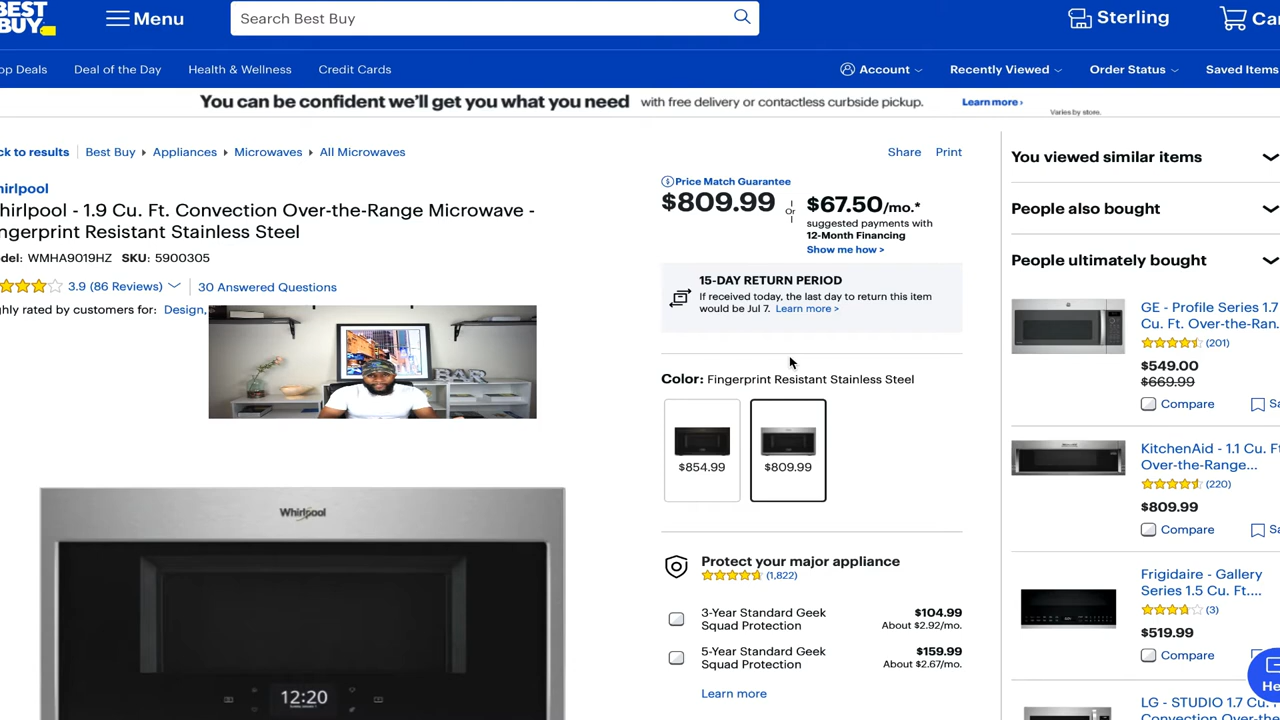 BEST
BUY
Menu
Search Best Buy
Sterling
Car
op Deals
Deal of the Day
Health & Wellness
Credit Cards
Account
Recently Viewed
Order Status
Saved Items
You can be confident we'll get you what you need with free delivery or contactless curbside pickup. Learn more ›
Varies by store.
ck to results
Best Buy
Appliances
Microwaves
All Microwaves
Share
Print
hirlpool
hirlpool - 1.9 Cu. Ft. Convection Over-the-Range Microwave -
ngerprint Resistant Stainless Steel
del: WMHA9019HZ SKU: 5900305
3.9 (86 Reviews)
30 Answered Questions
hly rated by customers for: Design,
BAR
Whirlpool
12:20
Price Match Guarantee
$809.99
Or
$67.50/mo.*
suggested payments with
12-Month Financing
Show me how >
15-DAY RETURN PERIOD
If received today, the last day to return this item
would be Jul 7. Learn more >
Color: Fingerprint Resistant Stainless Steel
$854.99
$809.99
Protect your major appliance
(1,822)
3-Year Standard Geek
Squad Protection
$104.99
About $2.92/mo.
5-Year Standard Geek
Squad Protection
$159.99
About $2.67/mo.
Learn more
You viewed similar items
People also bought
People ultimately bought
GE - Profile Series 1.7
Cu. Ft. Over-the-Ran...
(201)
$549.00
$669.99
Compare
Sa
KitchenAid - 1.1 Cu. Ft
Over-the-Range...
(220)
$809.99
Compare
Sa
Frigidaire - Gallery
Series 1.5 Cu. Ft....
(3)
$519.99
Compare
He
LG - STUDIO 1.7 Cu.
Convection Over-the-R